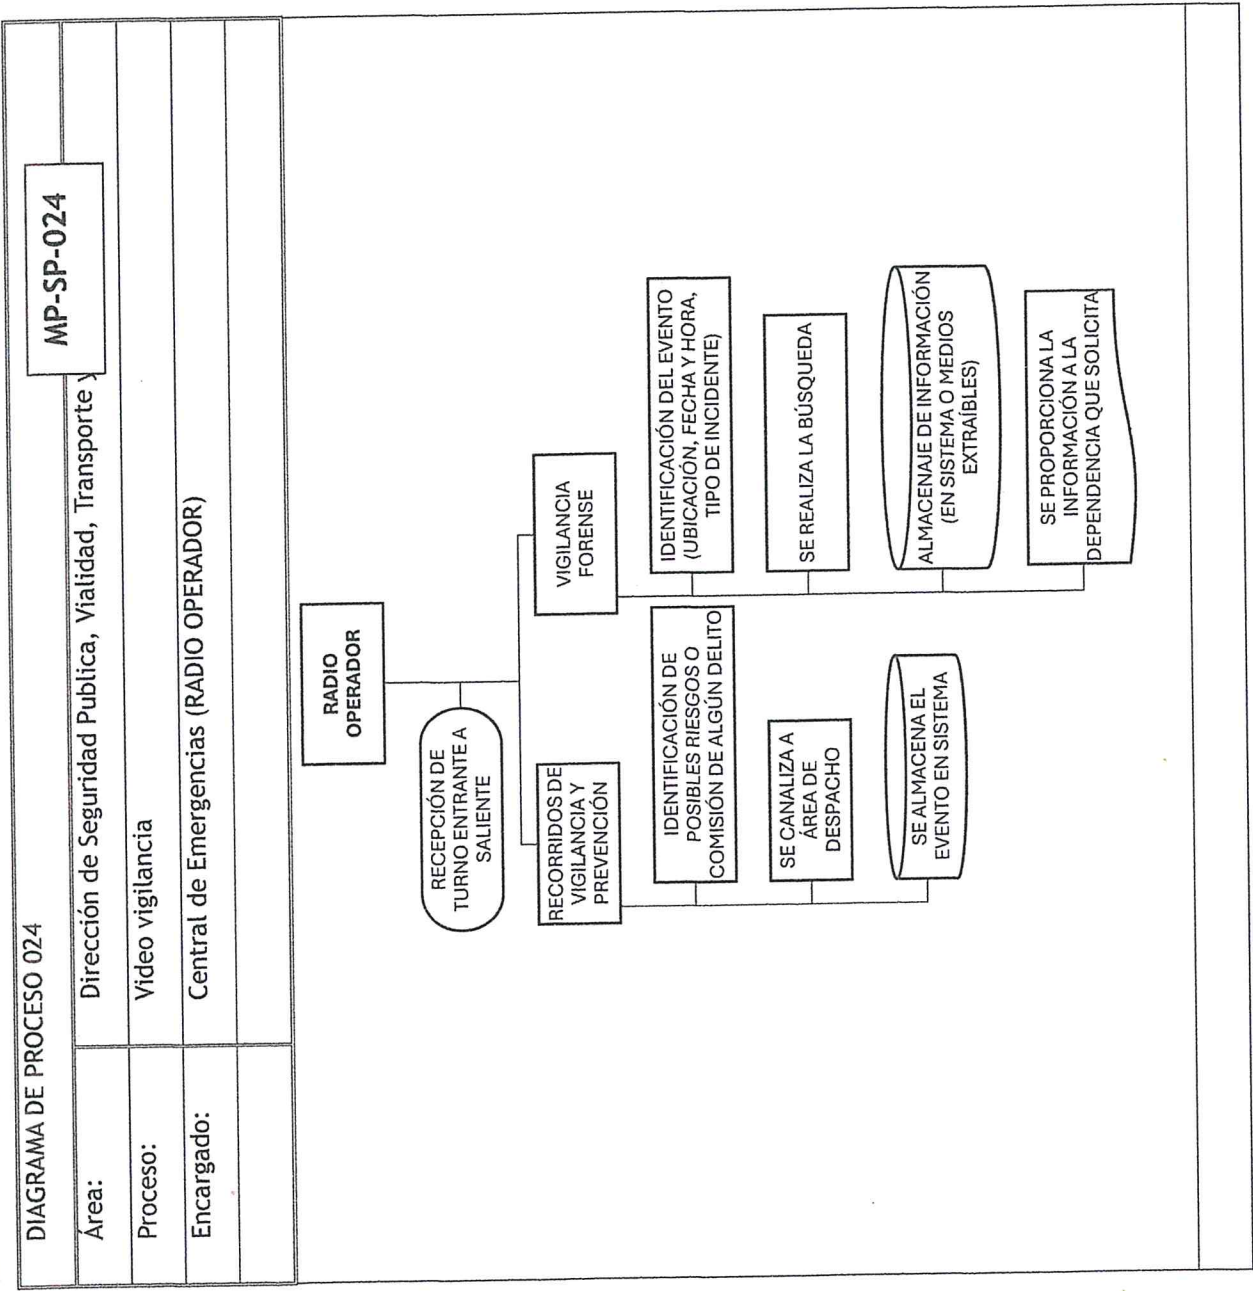 DIAGRAMA DE PROCESO 024
MP-SP-024
Área:
Dirección de Seguridad Publica, Vialidad, Transporte y
Proceso:
Video vigilancia
Encargado:
Central de Emergencias (RADIO OPERADOR)
RADIO
OPERADOR
RECEPCIÓN DE
TURNO ENTRANTE A
SALIENTE
RECORRIDOS DE
VIGILANCIA Y
PREVENCIÓN
IDENTIFICACIÓN DE
POSIBLES RIESGOS O
COMISIÓN DE ALGÚN DELITO
SE CANALIZA A
ÁREA DE
DESPACHO
SE ALMACENA EL
EVENTO EN SISTEMA
VIGILANCIA
FORENSE
IDENTIFICACIÓN DEL EVENTO
(UBICACIÓN, FECHA Y HORA,
TIPO DE INCIDENTE)
SE REALIZA LA BÚSQUEDA
ALMACENAJE DE INFORMACIÓN
(EN SISTEMA O MEDIOS
EXTRAÍBLES)
SE PROPORCIONA LA
INFORMACIÓN A LA
DEPENDENCIA QUE SOLICITA